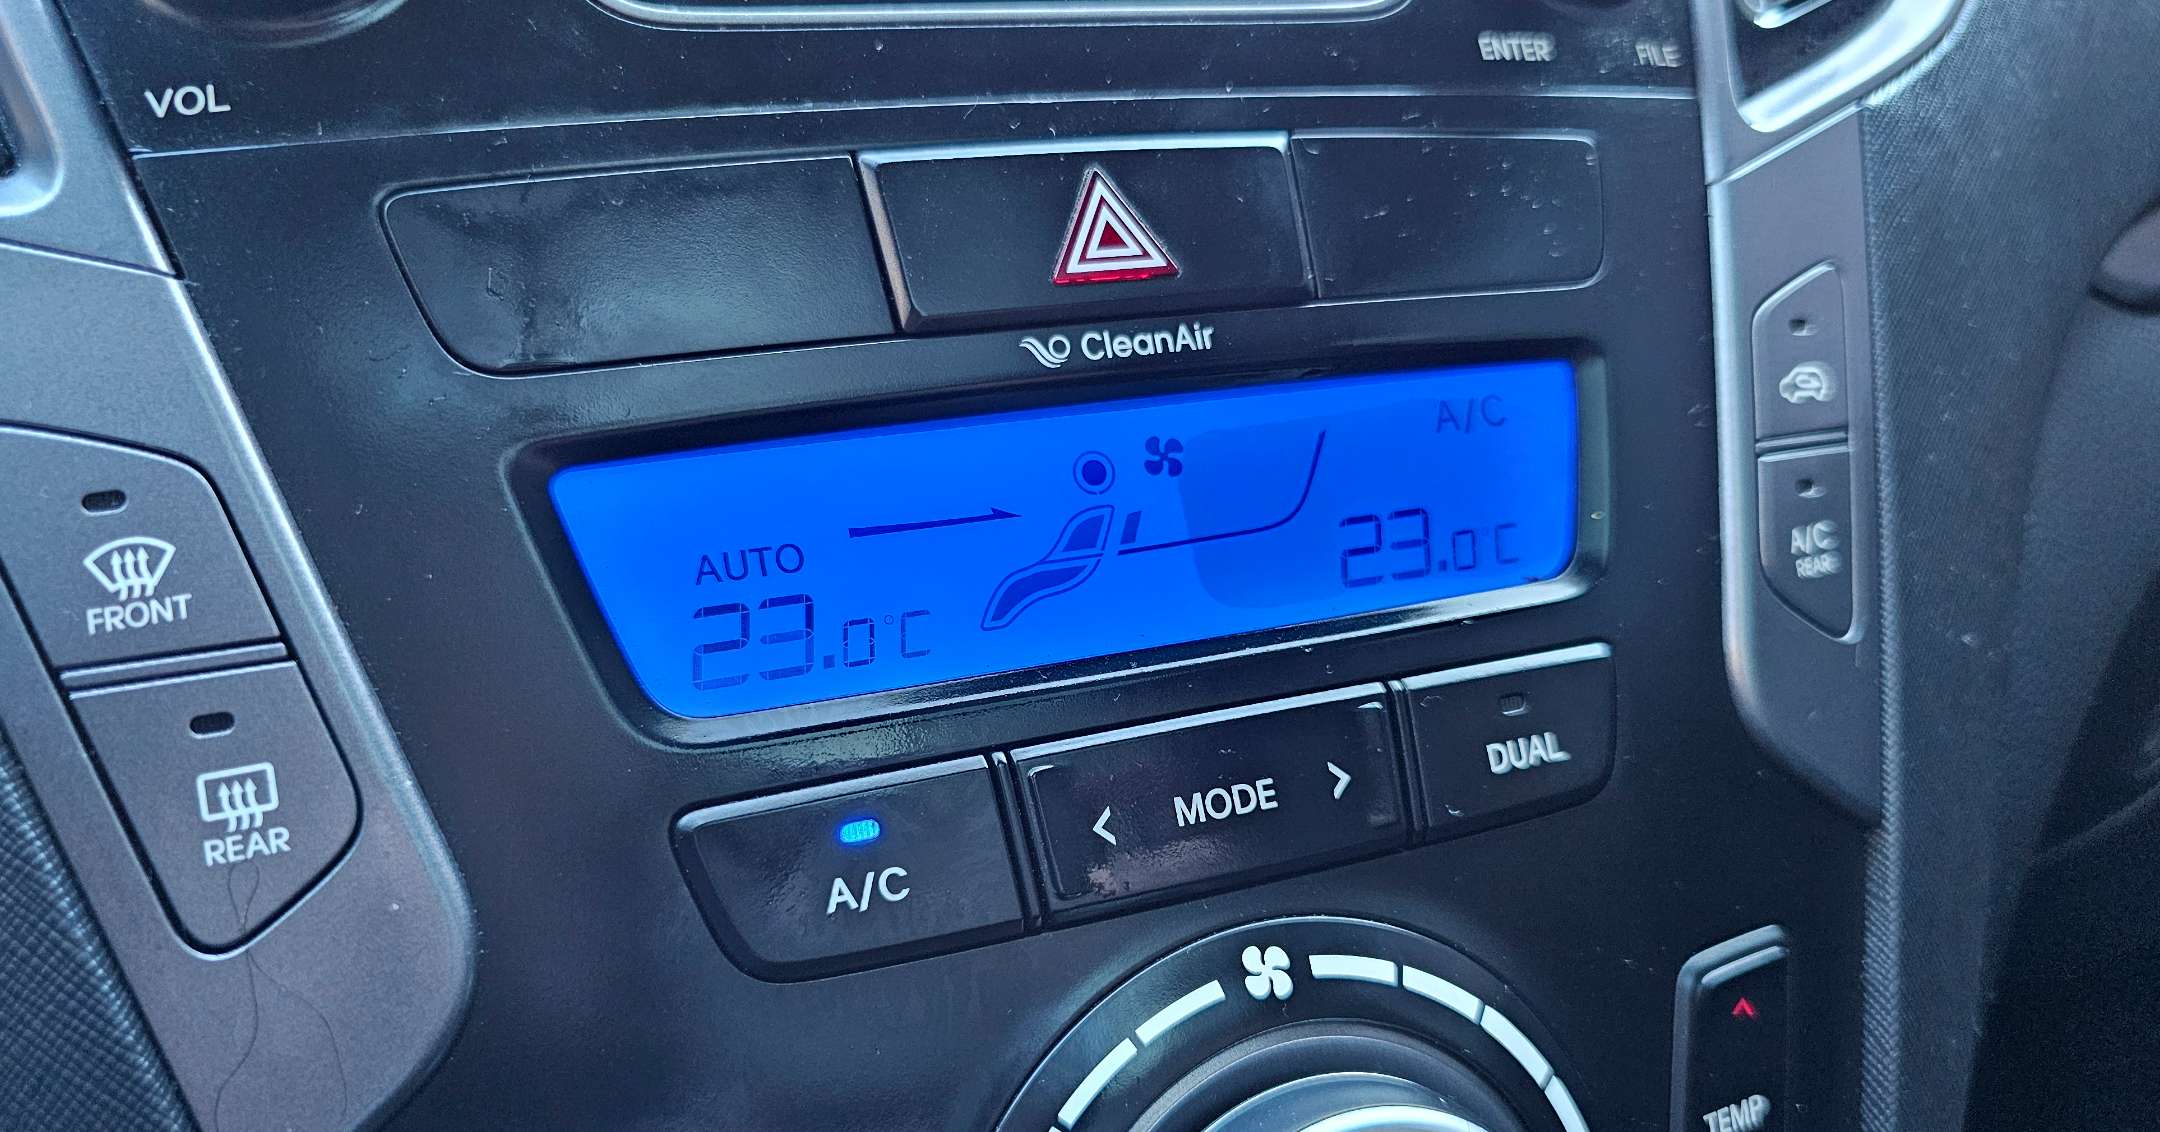 VOL
ENTER
FILE
CleanAir
A/C
AUTO
23.0°C
23.0°C
FRONT
REAR
A/C
REAR
A/C
< MODE >
DUAL
TEMP